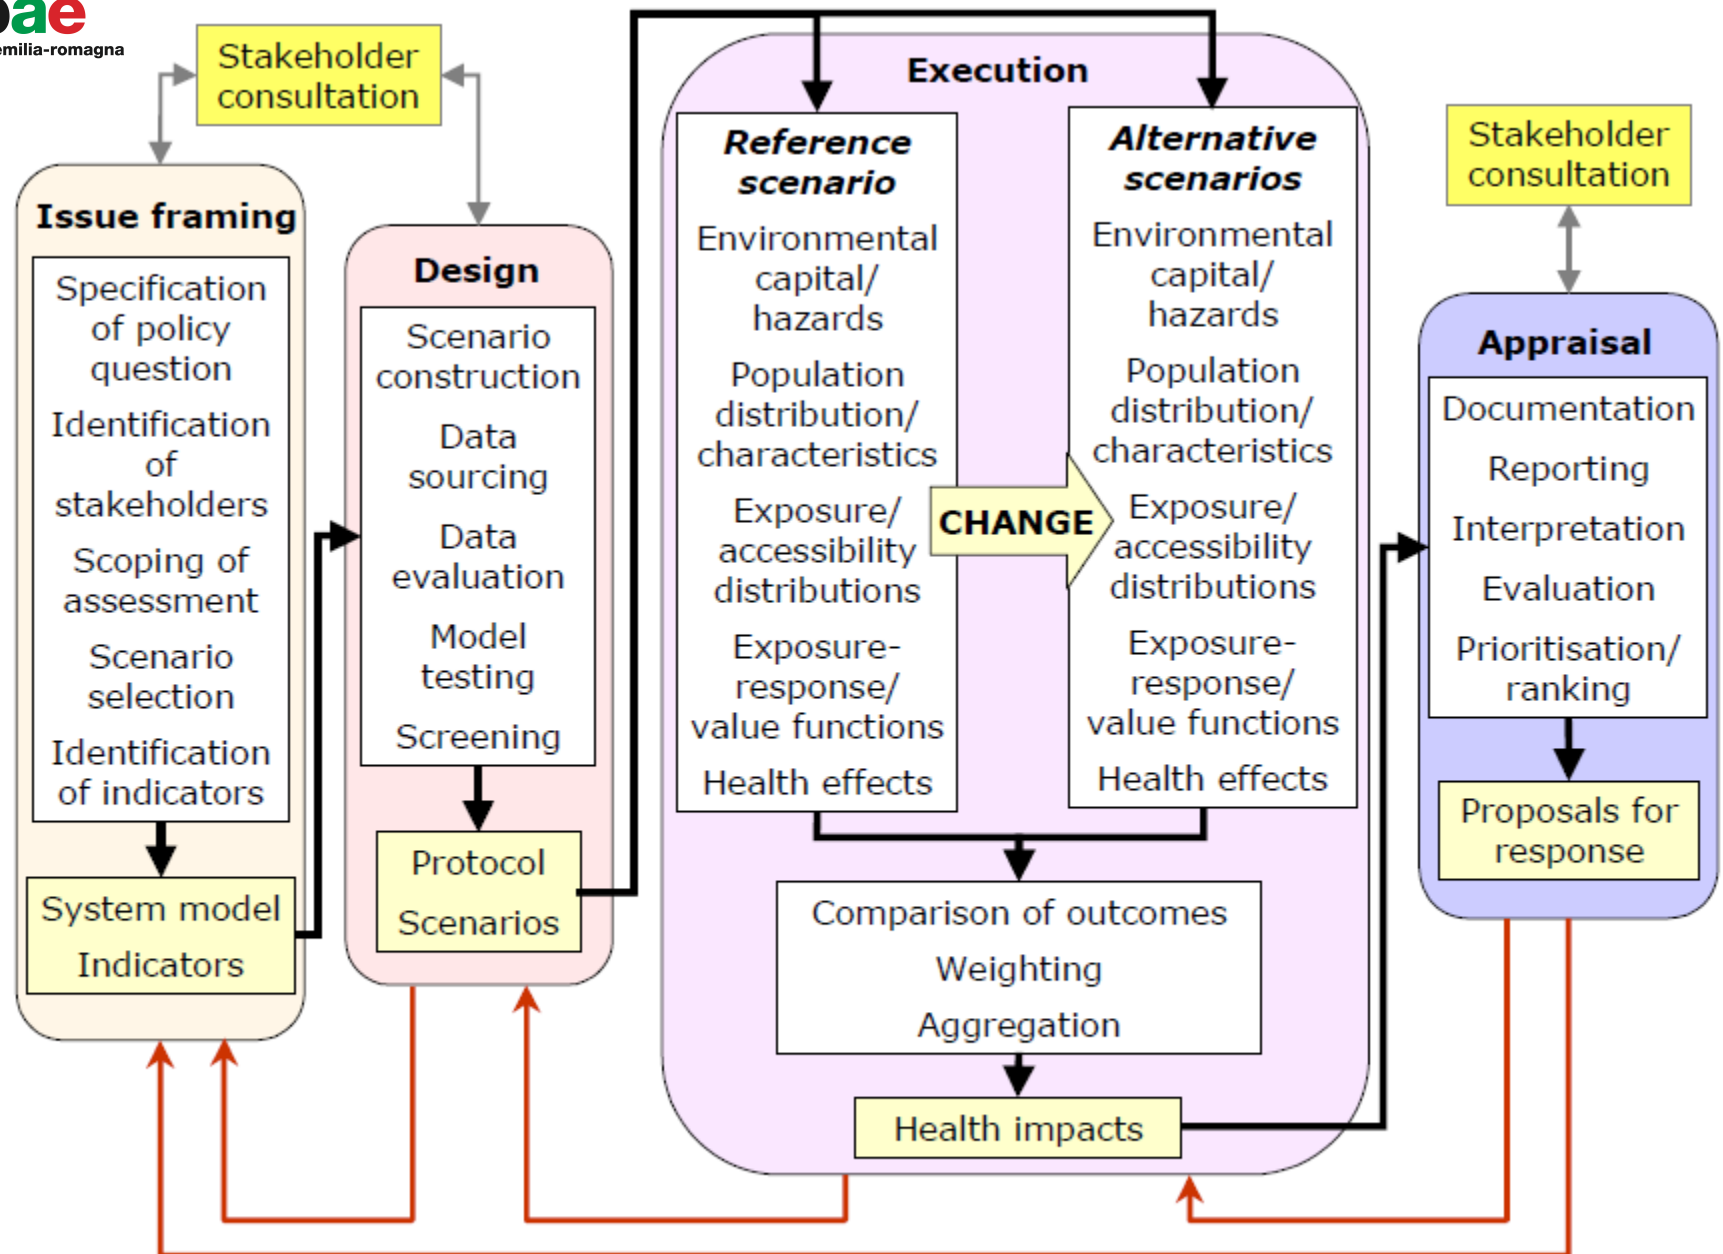 ae
emilia-romagna
Stakeholder
consultation
Issue framing
Specification
of policy
question
Identification
of
stakeholders
Scoping of
assessment
Scenario
selection
Identification
of indicators
System model
Indicators
Design
Scenario
construction
Data
sourcing
Data
evaluation
Model
testing
Screening
Protocol
Scenarios
Execution
Reference
scenario
Environmental
capital/
hazards
Population
distribution/
characteristics
Exposure/
accessibility
distributions
Exposure-
response/
value functions
Health effects
CHANGE
Alternative
scenarios
Environmental
capital/
hazards
Population
distribution/
characteristics
Exposure/
accessibility
distributions
Exposure-
response/
value functions
Health effects
Comparison of outcomes
Weighting
Aggregation
Health impacts
Stakeholder
consultation
Appraisal
Documentation
Reporting
Interpretation
Evaluation
Prioritisation/
ranking
Proposals for
response